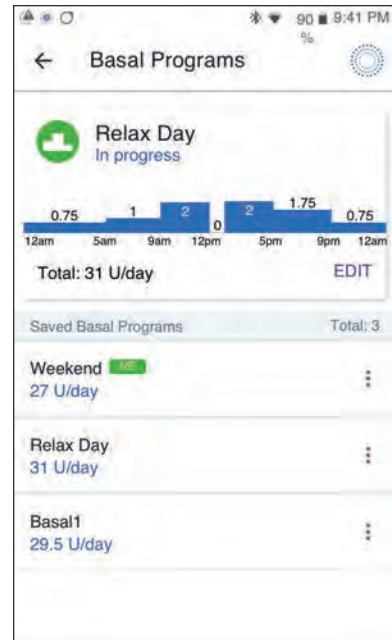 90 9:41 PM
%
Basal Programs
Relax Day
In progress
0.75 1 2 0 2 1.75 0.75
12am 5am 9am 12pm 5pm 9pm 12am
Total: 31 U/day EDIT
Saved Basal Programs Total: 3
Weekend
27 U/day
Relax Day
31 U/day
Basal1
29.5 U/day